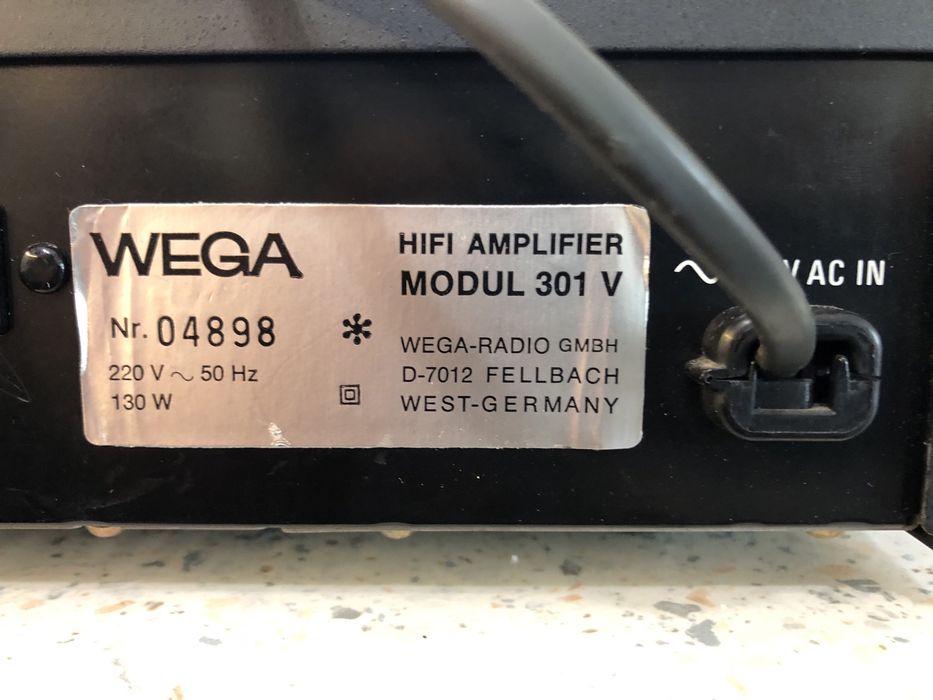 WEGA
Nr. 04898
220 V ~ 50 Hz
130 W
HIFI AMPLIFIER
MODUL 301 V
WEGA-RADIO GMBH
D-7012 FELLBACH
WEST-GERMANY
~ V AC IN